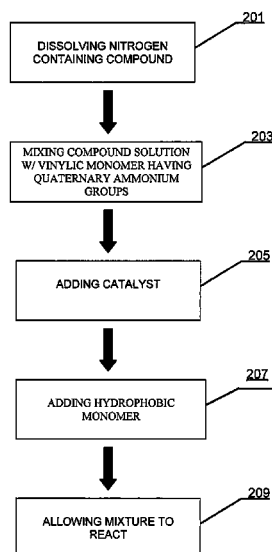 201
DISSOLVING NITROGEN
CONTAINING COMPOUND
203
MIXING COMPOUND SOLUTION
W/ VINYLIC MONOMER HAVING
QUATERNARY AMMONIUM
GROUPS
205
ADDING CATALYST
207
ADDING HYDROPHOBIC
MONOMER
209
ALLOWING MIXTURE TO
REACT